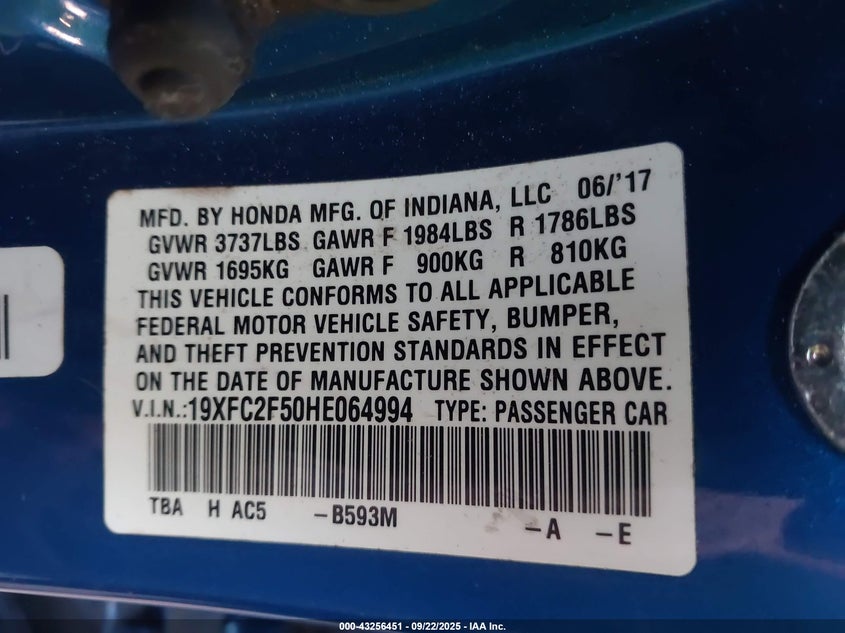 MFD. BY HONDA MFG. OF INDIANA, LLC 06/'17
GVWR 3737LBS GAWR F 1984LBS R 1786LBS
GVWR 1695KG GAWR F 900KG R 810KG
THIS VEHICLE CONFORMS TO ALL APPLICABLE
FEDERAL MOTOR VEHICLE SAFETY, BUMPER,
AND THEFT PREVENTION STANDARDS IN EFFECT
ON THE DATE OF MANUFACTURE SHOWN ABOVE.
V.I.N.:19XFC2F50HE064994 TYPE: PASSENGER CAR
TBA H AC5 -B593M -A -E
000-43256451 - 09/22/2025 - IAA Inc.